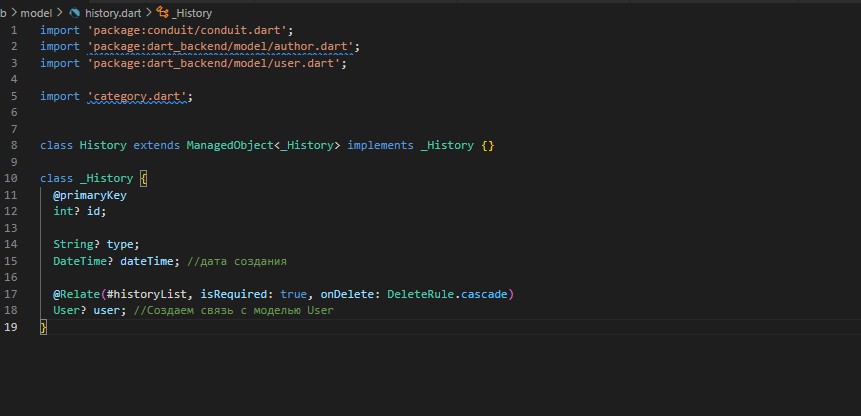 b > model > history.dart > _History
1 import 'package:conduit/conduit.dart';
2 import 'package:dart_backend/model/author.dart';
3 import 'package:dart_backend/model/user.dart';
4
5 import 'category.dart';
6
7
8 class History extends ManagedObject<_History> implements _History {}
9
10 class _History {
11 @primaryKey
12 int? id;
13
14 String? type;
15 DateTime? dateTime; //дата создания
16
17 @Relate(#historyList, isRequired: true, onDelete: DeleteRule.cascade)
18 User? user; //Создаем связь с моделью User
19 }